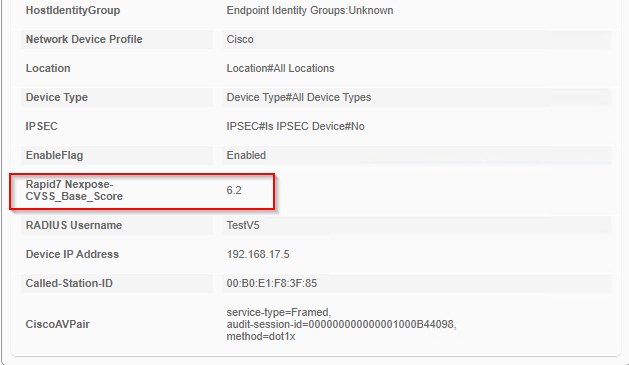 HostIdentityGroup Endpoint Identity Groups:Unknown
Network Device Profile Cisco
Location Location#All Locations
Device Type Device Type#All Device Types
IPSEC IPSEC#Is IPSEC Device#No
EnableFlag Enabled
Rapid7 Nexpose-
CVSS_Base_Score 6.2
RADIUS Username TestV5
Device IP Address 192.168.17.5
Called-Station-ID 00:B0:E1:F8:3F:85
CiscoAVPair service-type=Framed,
audit-session-id=000000000000001000B44098,
method=dot1x